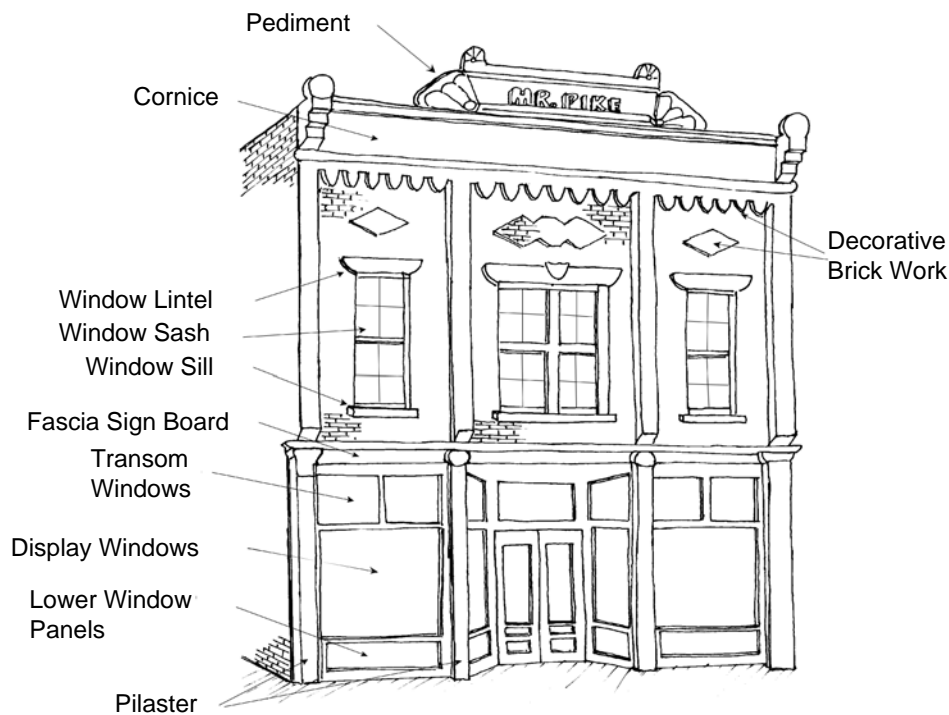 Pediment
MR. PIKE
Cornice
Decorative
Brick Work
Window Lintel
Window Sash
Window Sill
Fascia Sign Board
Transom
Windows
Display Windows
Lower Window
Panels
Pilaster